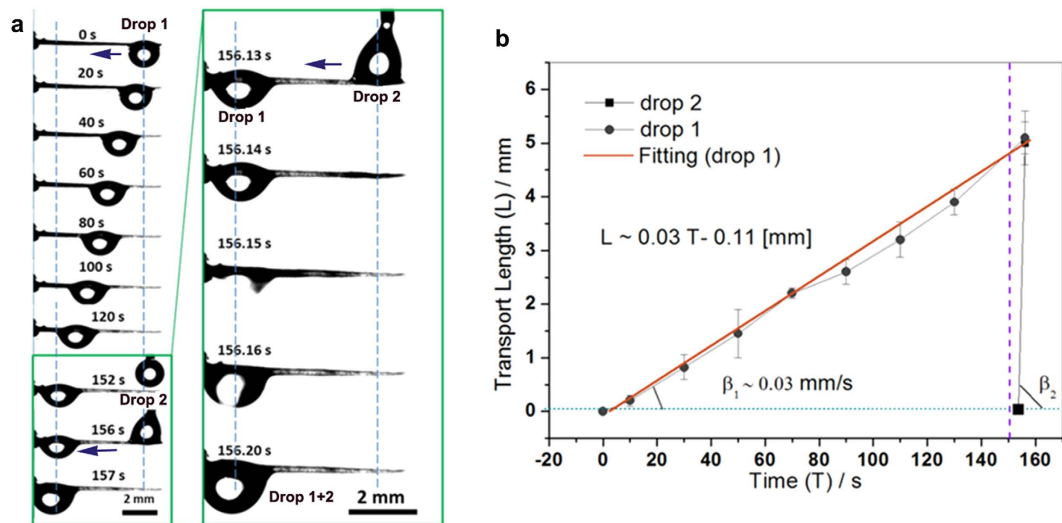 a
Drop 1
0 s
20 s
40 s
60 s
80 s
100 s
120 s
152 s
Drop 2
156 s
157 s
2 mm
156.13 s
Drop 1
Drop 2
156.14 s
156.15 s
156.16 s
156.20 s
Drop 1+2
2 mm
b
Transport Length (L) / mm
6
5
4
3
2
1
0
drop 2
drop 1
Fitting (drop 1)
L ~ 0.03 T- 0.11 [mm]
β₁ ~ 0.03 mm/s
β₂
-20 0 20 40 60 80 100 120 140 160
Time (T) / s